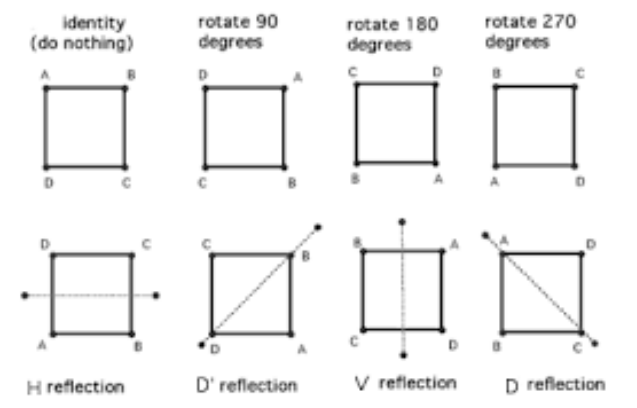 identity
(do nothing)
rotate 90
degrees
rotate 180
degrees
rotate 270
degrees
A B
D C
D A
C B
C D
B A
B C
A D
D C
A B
H reflection
C B
D A
D' reflection
B A
C D
V reflection
A D
B C
D reflection